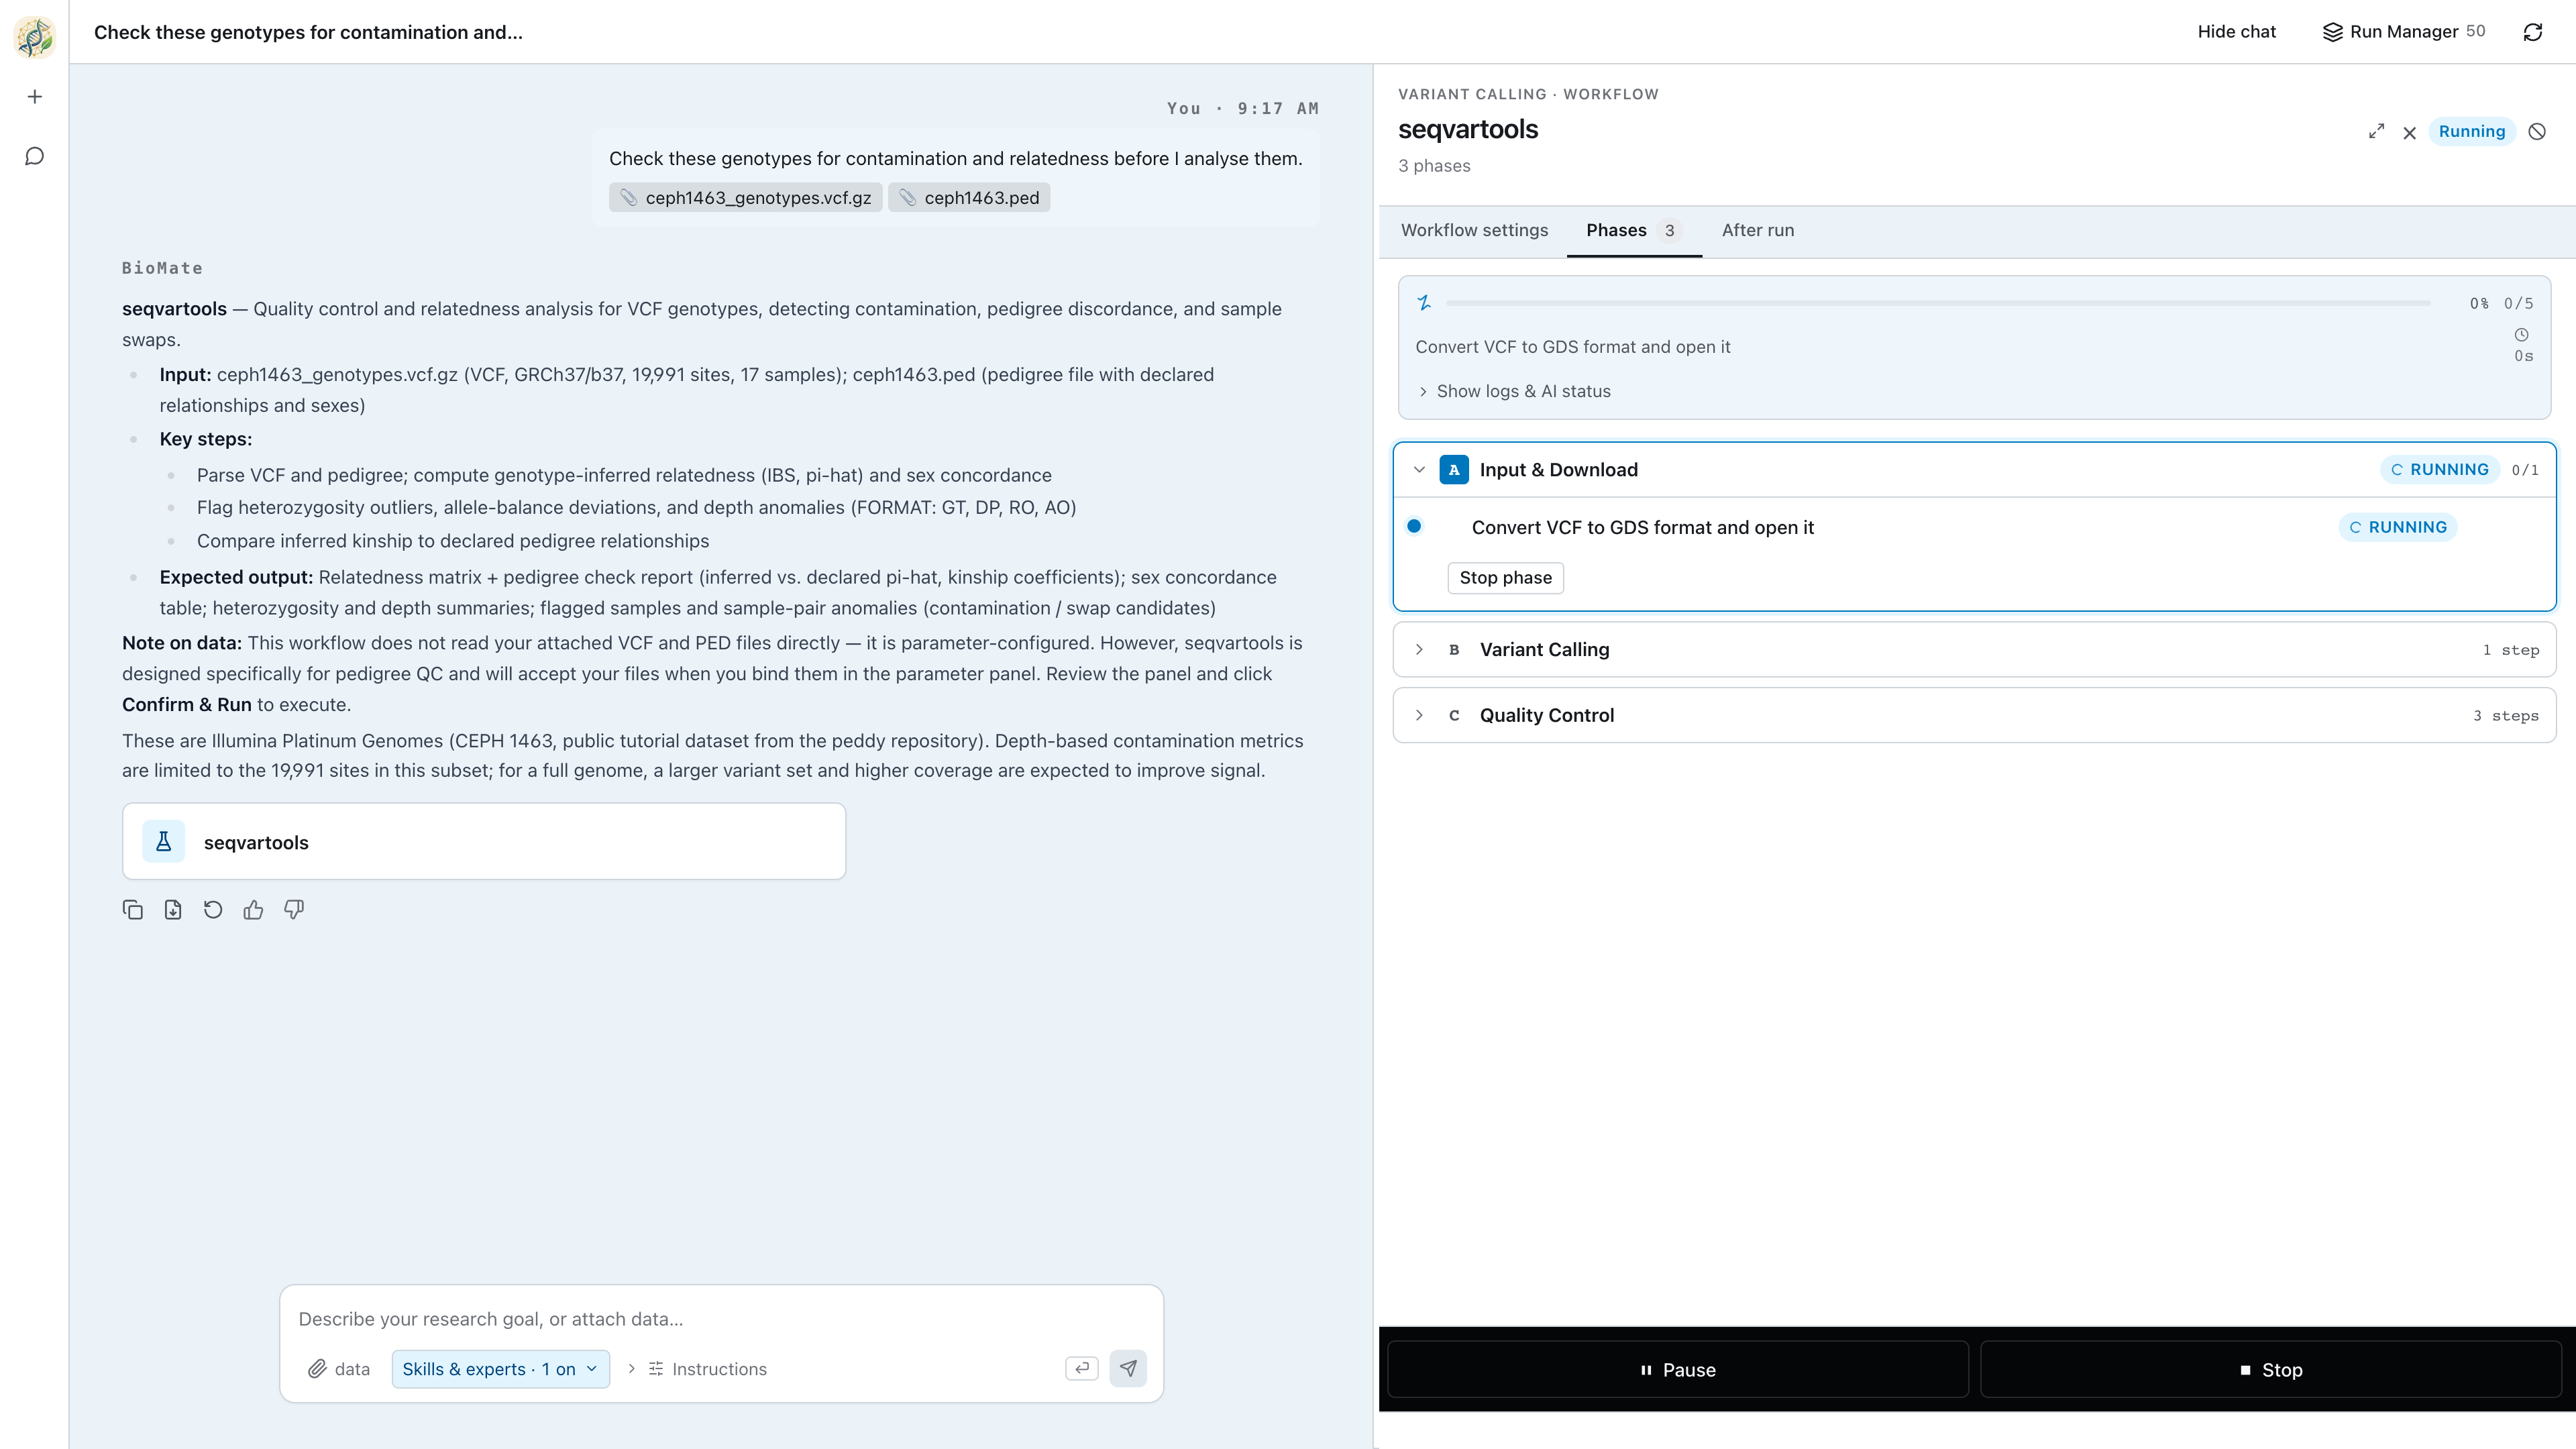 Check these genotypes for contamination and...
Hide chat
Run Manager 50
You · 9:17 AM
Check these genotypes for contamination and relatedness before I analyse them.
ceph1463_genotypes.vcf.gz
ceph1463.ped
BioMate
seqvartools — Quality control and relatedness analysis for VCF genotypes, detecting contamination, pedigree discordance, and sample
swaps.
Input: ceph1463_genotypes.vcf.gz (VCF, GRCh37/b37, 19,991 sites, 17 samples); ceph1463.ped (pedigree file with declared
relationships and sexes)
Key steps:
Parse VCF and pedigree; compute genotype-inferred relatedness (IBS, pi-hat) and sex concordance
Flag heterozygosity outliers, allele-balance deviations, and depth anomalies (FORMAT: GT, DP, RO, AO)
Compare inferred kinship to declared pedigree relationships
Expected output: Relatedness matrix + pedigree check report (inferred vs. declared pi-hat, kinship coefficients); sex concordance
table; heterozygosity and depth summaries; flagged samples and sample-pair anomalies (contamination / swap candidates)
Note on data: This workflow does not read your attached VCF and PED files directly — it is parameter-configured. However, seqvartools is
designed specifically for pedigree QC and will accept your files when you bind them in the parameter panel. Review the panel and click
Confirm & Run to execute.
These are Illumina Platinum Genomes (CEPH 1463, public tutorial dataset from the peddy repository). Depth-based contamination metrics
are limited to the 19,991 sites in this subset; for a full genome, a larger variant set and higher coverage are expected to improve signal.
seqvartools
Describe your research goal, or attach data...
data
Skills & experts · 1 on
Instructions
VARIANT CALLING · WORKFLOW
seqvartools
Running
3 phases
Workflow settings
Phases 3
After run
0% 0/5
Convert VCF to GDS format and open it
0s
Show logs & AI status
A Input & Download
RUNNING 0/1
Convert VCF to GDS format and open it
RUNNING
Stop phase
B Variant Calling
1 step
C Quality Control
3 steps
Pause
Stop